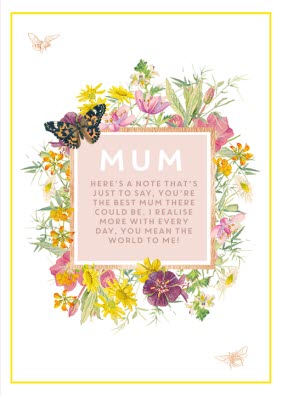 MUM
HERE'S A NOTE THAT'S
JUST TO SAY, YOU'RE
THE BEST MUM THERE
COULD BE, I REALISE
MORE WITH EVERY
DAY, YOU MEAN THE
WORLD TO ME!